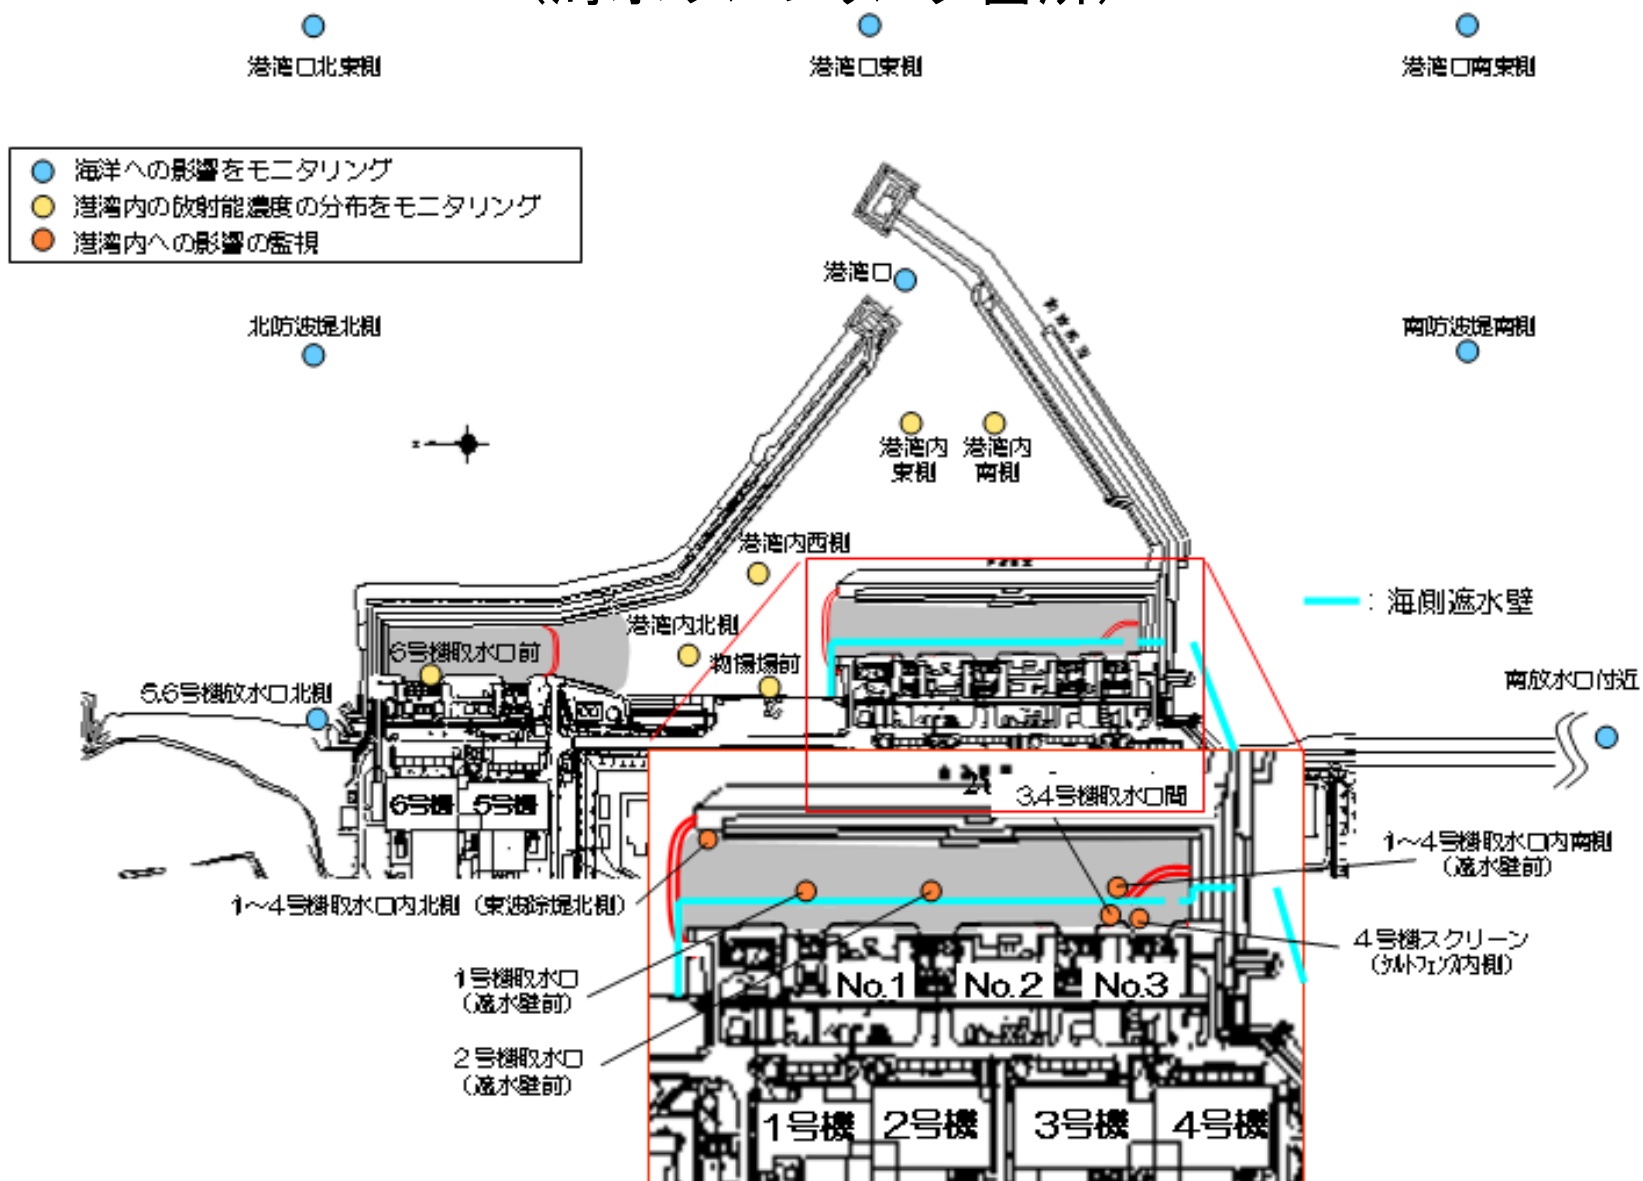 港湾口北東側
港湾口東側
港湾口南東側
海洋への影響をモニタリング
港湾内の放射能濃度の分布をモニタリング
港湾内への影響の監視
港湾口
北防波堤北側
南防波堤南側
港湾内
東側
港湾内
南側
港湾内西側
：海側遮水壁
港湾内北側
6号機取水口前
物揚場前
5,6号機放水口北側
南放水口付近
6号機
5号機
3,4号機取水口間
1～4号機取水口内南側
（遮水壁前）
1～4号機取水口内北側（東波除堤北側）
4号機スクリーン
（シルトフェンス内側）
1号機取水口
（遮水壁前）
No.1
No.2
No.3
2号機取水口
（遮水壁前）
1号機
2号機
3号機
4号機